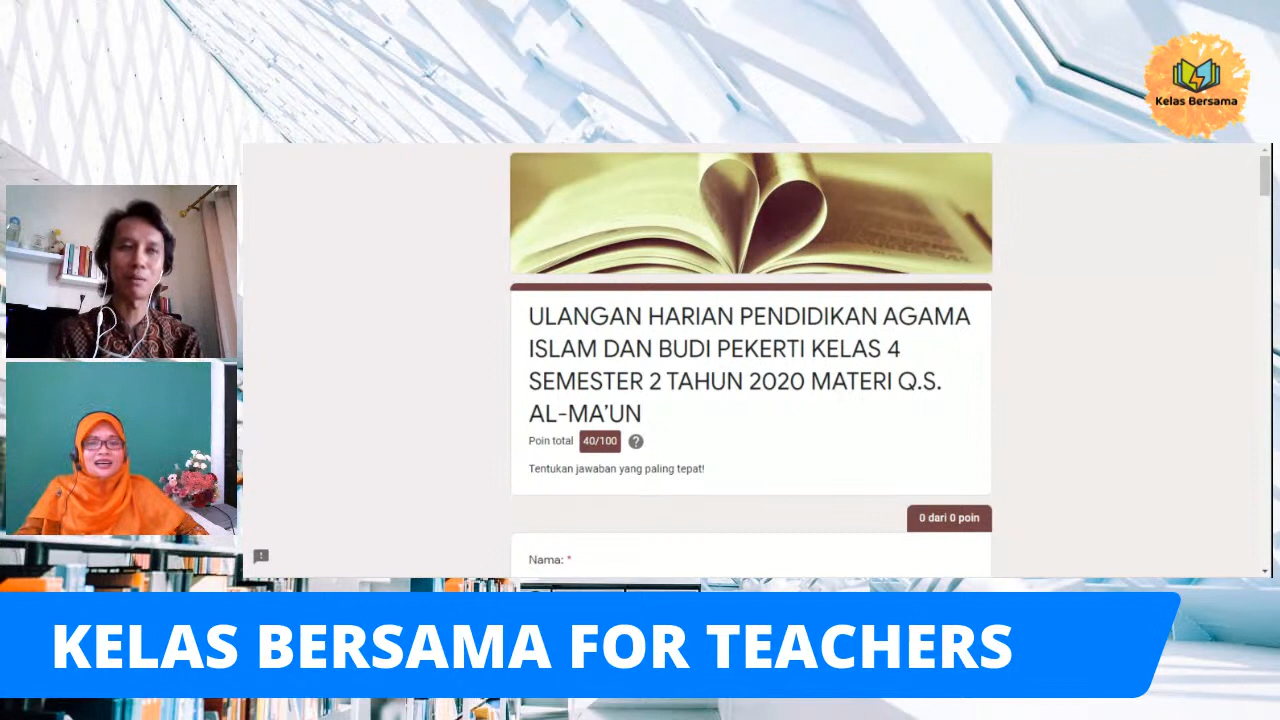 Kelas Bersama
ULANGAN HARIAN PENDIDIKAN AGAMA
ISLAM DAN BUDI PEKERTI KELAS 4
SEMESTER 2 TAHUN 2020 MATERI Q.S.
AL-MA’UN
Poin total 40/100 ?
Tentukan jawaban yang paling tepat!
0 dari 0 poin
Nama: *
KELAS BERSAMA FOR TEACHERS